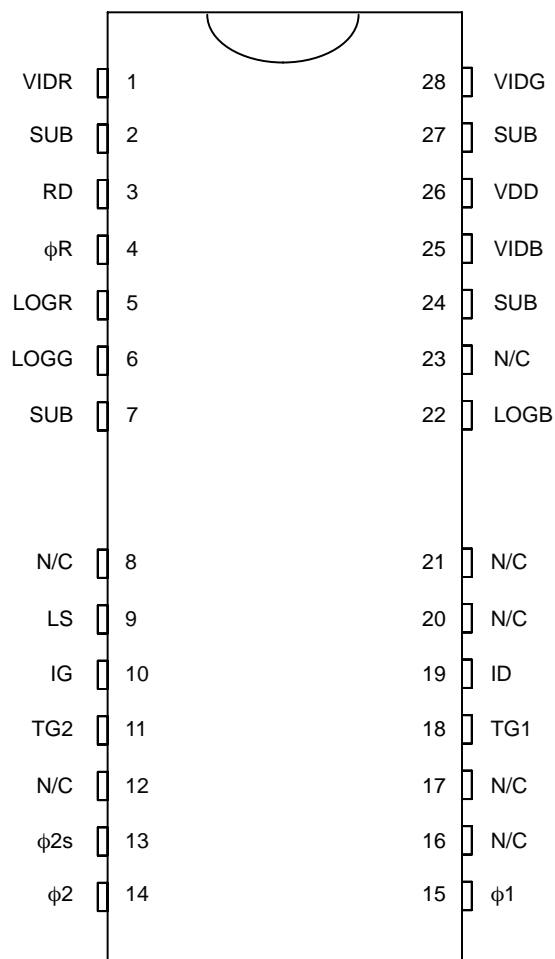 VIDR 1 28 VIDG
SUB 2 27 SUB
RD 3 26 VDD
ϕR 4 25 VIDB
LOGR 5 24 SUB
LOGG 6 23 N/C
SUB 7 22 LOGB
N/C 8 21 N/C
LS 9 20 N/C
IG 10 19 ID
TG2 11 18 TG1
N/C 12 17 N/C
ϕ2s 13 16 N/C
ϕ2 14 15 ϕ1